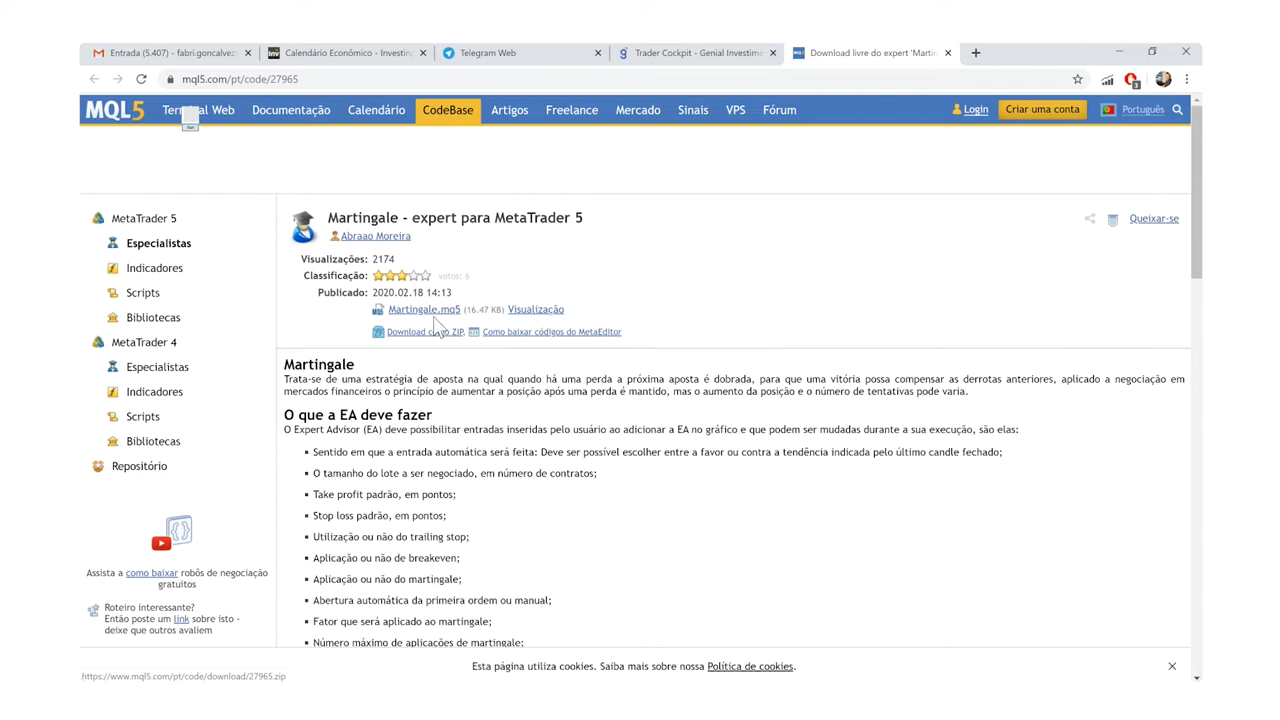 Entrada (5.407) - fabri.goncalvez
Calendário Econômico - Investing
Telegram Web
Trader Cockpit - Genial Investime
Download livre do expert 'Martin
mql5.com/pt/code/27965
MQL5
Web Documentação Calendário CodeBase Artigos Freelance Mercado Sinais VPS Fórum Login Criar uma conta Português
MetaTrader 5
Especialistas
Indicadores
Scripts
Bibliotecas
MetaTrader 4
Especialistas
Indicadores
Scripts
Bibliotecas
Repositório
Assista a como baixar robôs de negociação
gratuitos
Roteiro interessante?
Então poste um link sobre isto -
deixe que outros avaliem
Martingale - expert para MetaTrader 5
Queixar-se
Abraao Moreira
Visualizações: 2174
Classificação: votos: 6
Publicado: 2020.02.18 14:13
Martingale.mq5 (16.47 KB) Visualização
Download ZIP, Como baixar códigos do MetaEditor
Martingale
Trata-se de uma estratégia de aposta na qual quando há uma perda a próxima aposta é dobrada, para que uma vitória possa compensar as derrotas anteriores, aplicado a negociação em
mercados financeiros o princípio de aumentar a posição após uma perda é mantido, mas o aumento da posição e o número de tentativas pode varia.
O que a EA deve fazer
O Expert Advisor (EA) deve possibilitar entradas inseridas pelo usuário ao adicionar a EA no gráfico e que podem ser mudadas durante a sua execução, são elas:
Sentido em que a entrada automática será feita: Deve ser possível escolher entre a favor ou contra a tendência indicada pelo último candle fechado;
O tamanho do lote a ser negociado, em número de contratos;
Take profit padrão, em pontos;
Stop loss padrão, em pontos;
Utilização ou não do trailing stop;
Aplicação ou não de breakeven;
Aplicação ou não do martingale;
Abertura automática da primeira ordem ou manual;
Fator que será aplicado ao martingale;
Número máximo de aplicações de martingale;
Esta página utiliza cookies. Saiba mais sobre nossa Política de cookies.
https://www.mql5.com/pt/code/download/27965.zip